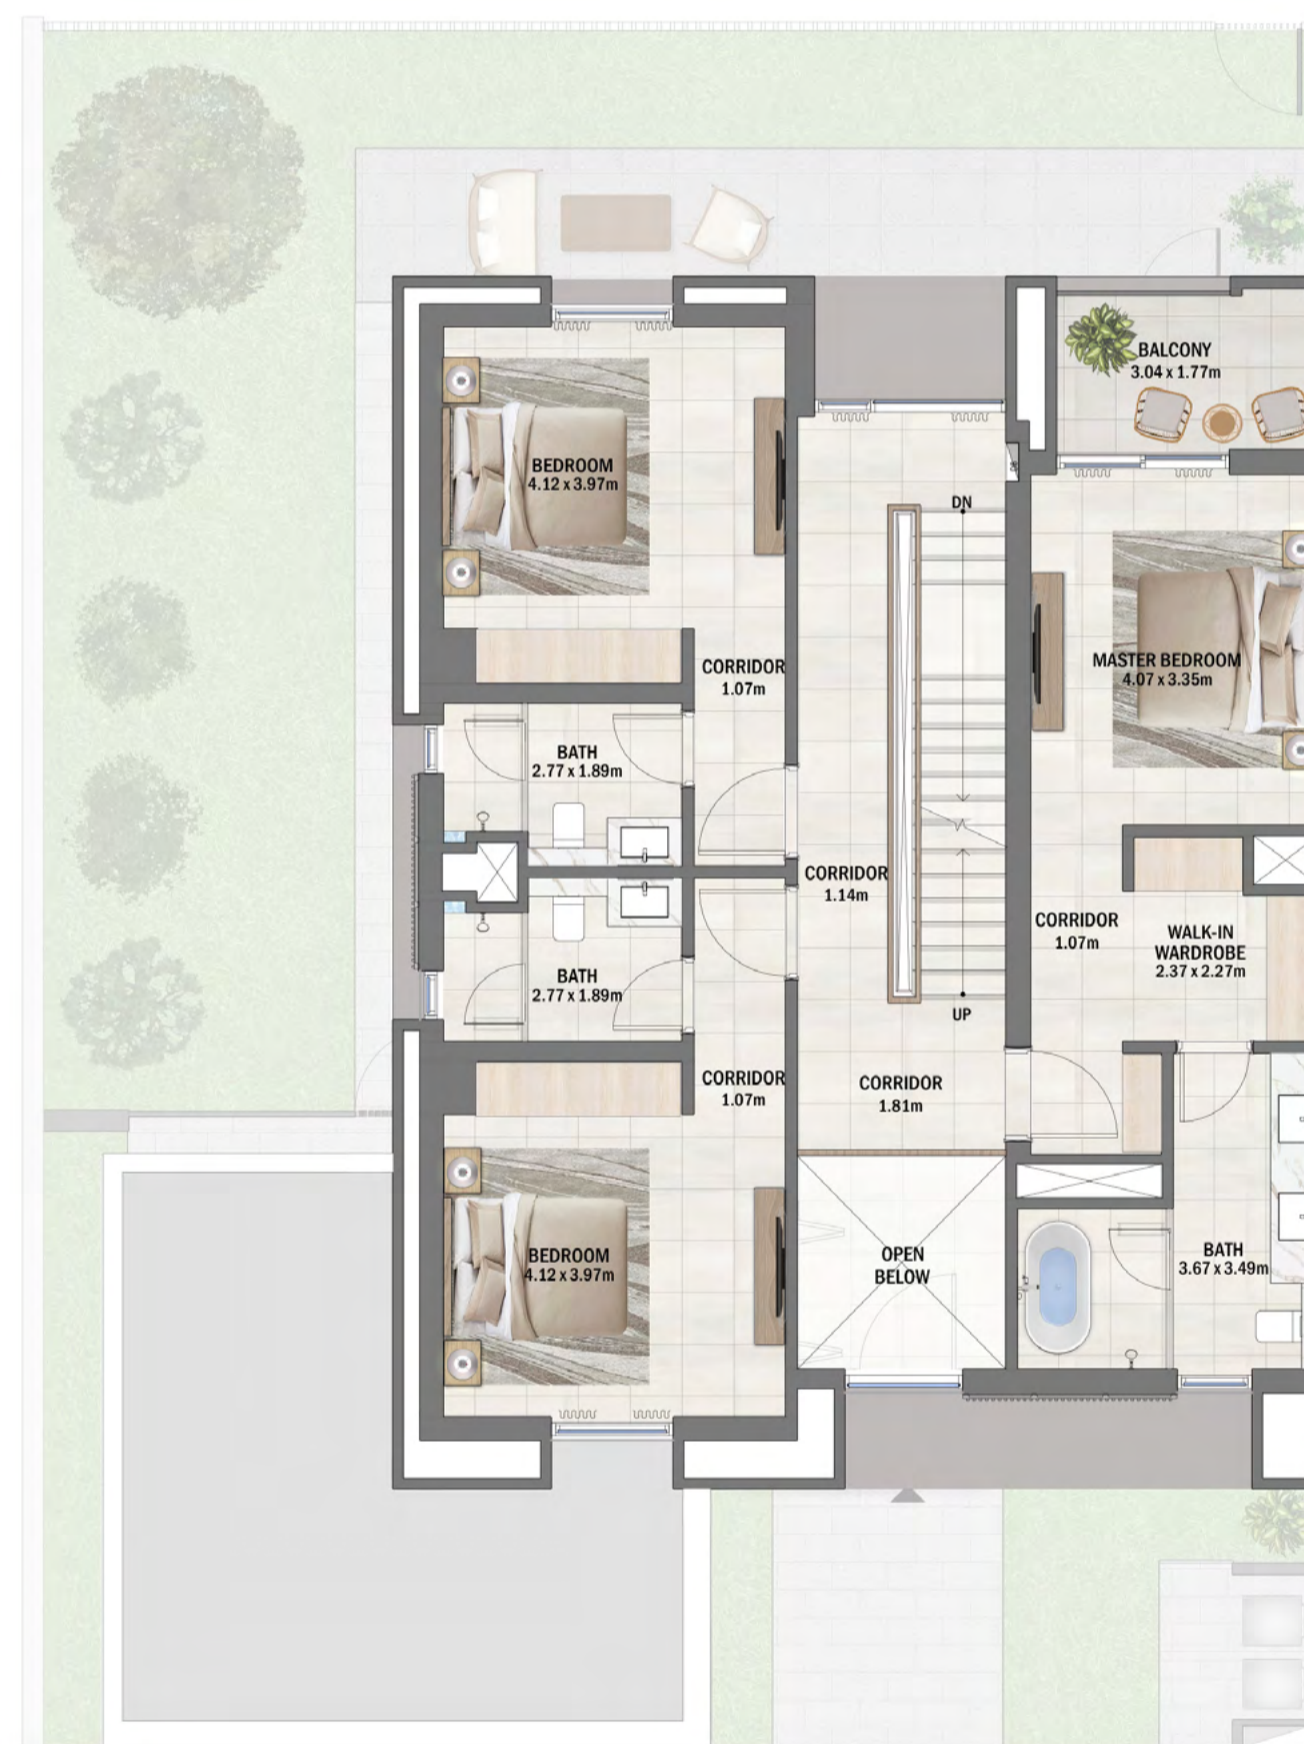 BALCONY
3.04 x 1.77m
BEDROOM
4.12 x 3.97m
DN
MASTER BEDROOM
4.07 x 3.35m
CORRIDOR
1.07m
BATH
2.77 x 1.89m
CORRIDOR
1.14m
CORRIDOR
1.07m
WALK-IN
WARDROBE
2.37 x 2.27m
BATH
2.77 x 1.89m
UP
CORRIDOR
1.07m
CORRIDOR
1.81m
BEDROOM
4.12 x 3.97m
OPEN
BELOW
BATH
3.67 x 3.49m